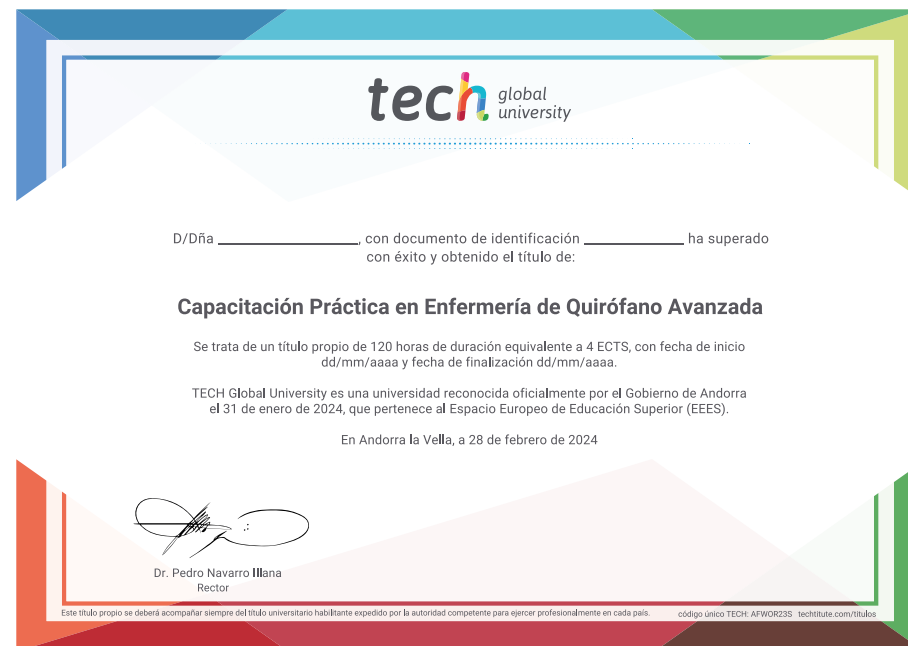 tech global university
D/Dña ____________________, con documento de identificación ______________ ha superado
con éxito y obtenido el título de:
Capacitación Práctica en Enfermería de Quirófano Avanzada
Se trata de un título propio de 120 horas de duración equivalente a 4 ECTS, con fecha de inicio
dd/mm/aaaa y fecha de finalización dd/mm/aaaa.
TECH Global University es una universidad reconocida oficialmente por el Gobierno de Andorra
el 31 de enero de 2024, que pertenece al Espacio Europeo de Educación Superior (EEES).
En Andorra la Vella, a 28 de febrero de 2024
Dr. Pedro Navarro Illana
Rector
Este título propio se deberá acompañar siempre del título universitario habilitante expedido por la autoridad competente para ejercer profesionalmente en cada país.
código único TECH: AFWOR23S techtitute.com/titulos